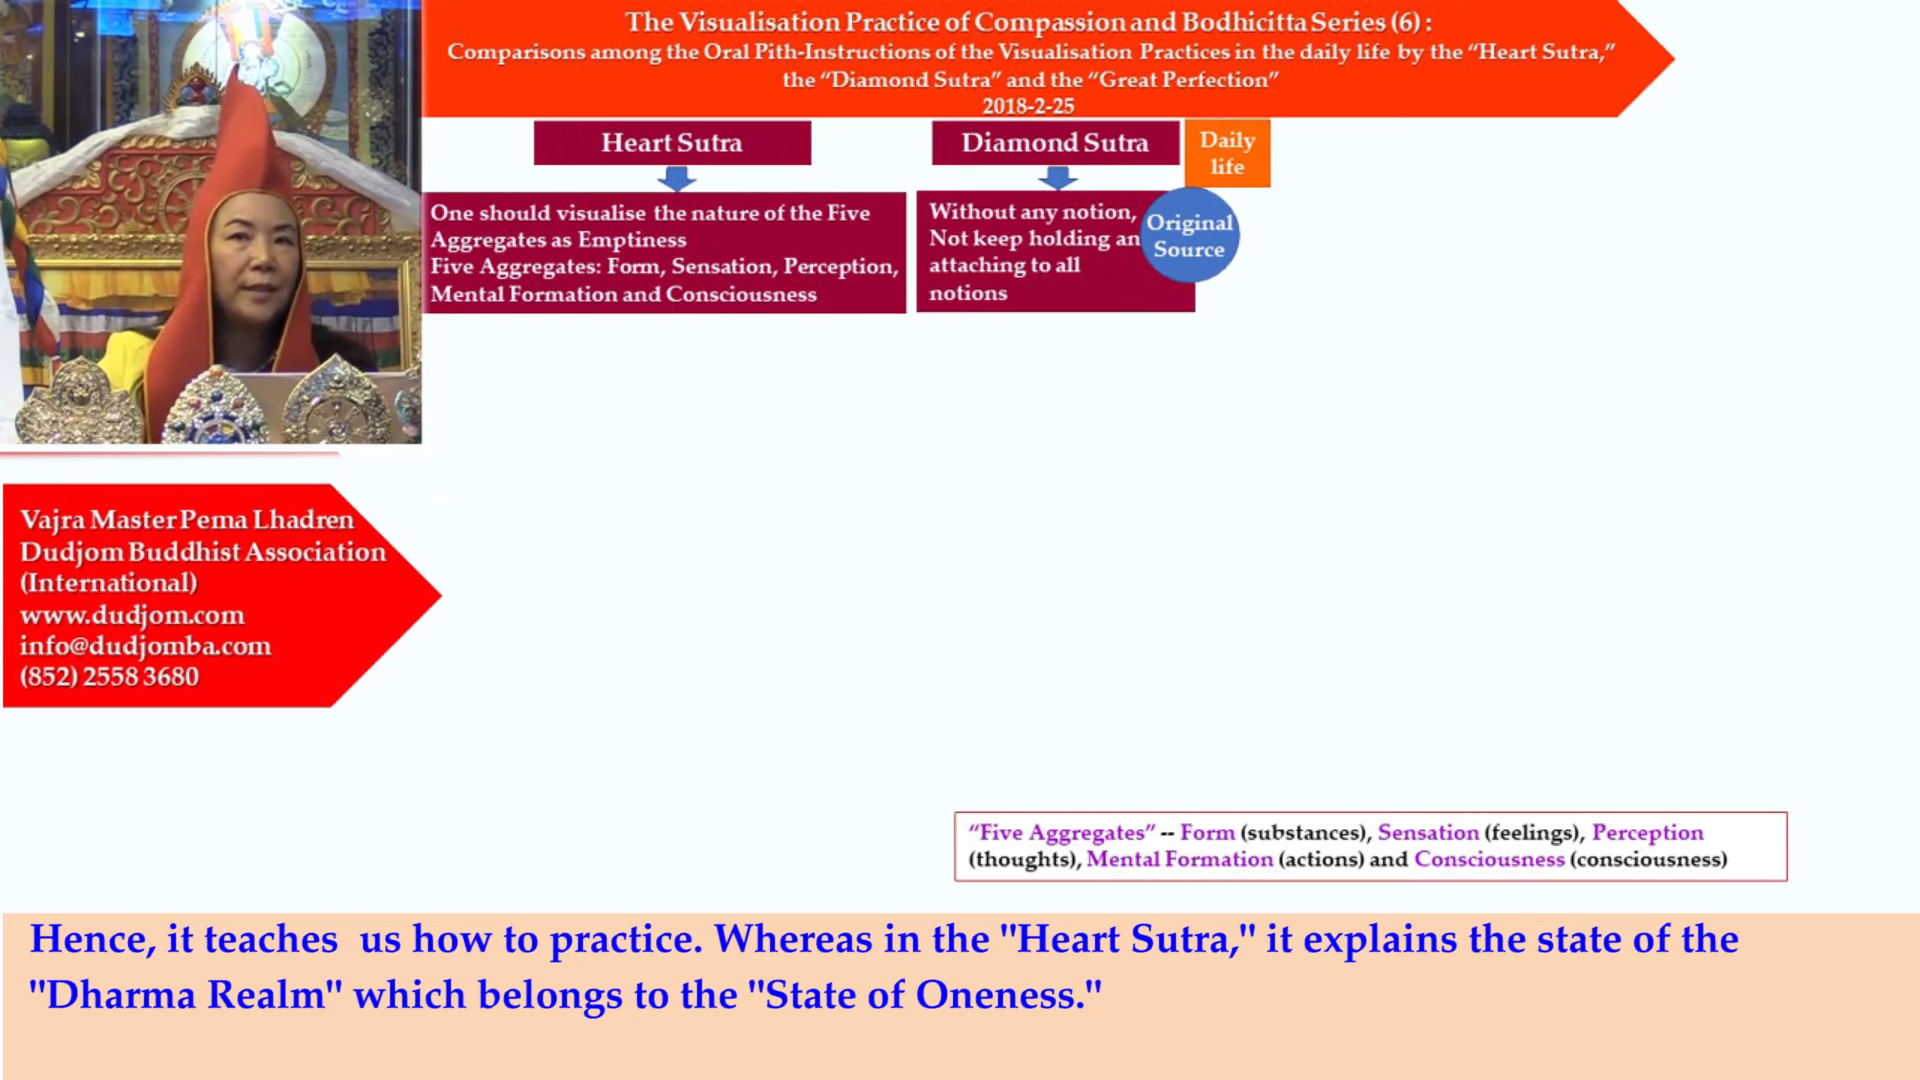 The Visualisation Practice of Compassion and Bodhicitta Series (6) :
Comparisons among the Oral Pith-Instructions of the Visualisation Practices in the daily life by the “Heart Sutra,”
the “Diamond Sutra” and the “Great Perfection”
2018-2-25
Heart Sutra
One should visualise the nature of the Five
Aggregates as Emptiness
Five Aggregates: Form, Sensation, Perception,
Mental Formation and Consciousness
Diamond Sutra
Without any notion,
Not keep holding an
attaching to all
notions
Daily
life
Original
Source
Vajra Master Pema Lhadren
Dudjom Buddhist Association
(International)
www.dudjom.com
info@dudjomba.com
(852) 2558 3680
“Five Aggregates” -- Form (substances), Sensation (feelings), Perception
(thoughts), Mental Formation (actions) and Consciousness (consciousness)
Hence, it teaches  us how to practice. Whereas in the "Heart Sutra," it explains the state of the
"Dharma Realm" which belongs to the "State of Oneness."